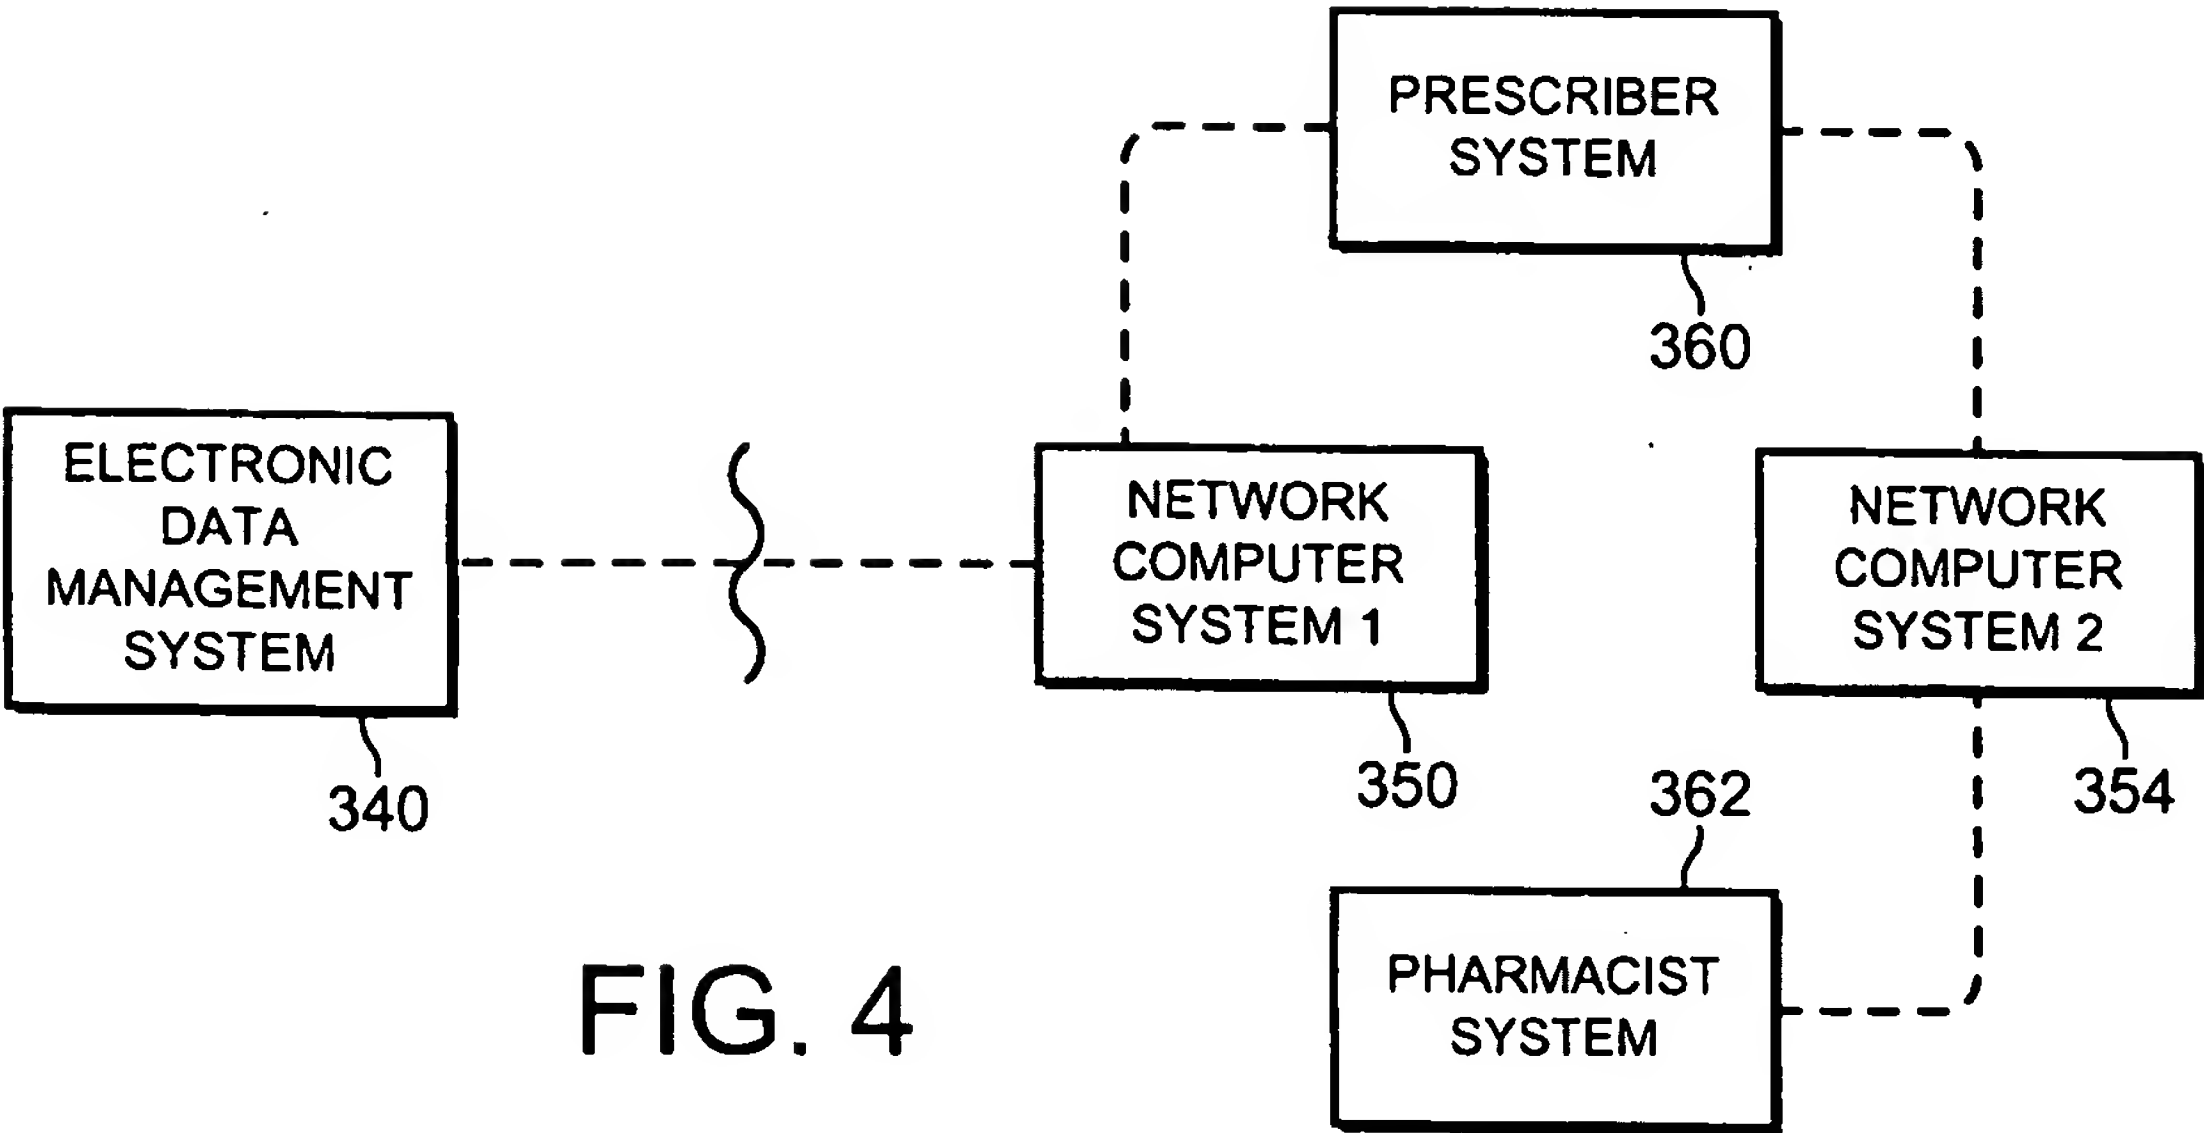 PRESCRIBER
SYSTEM
360
ELECTRONIC
DATA
MANAGEMENT
SYSTEM
340
NETWORK
COMPUTER
SYSTEM 1
350
NETWORK
COMPUTER
SYSTEM 2
354
362
PHARMACIST
SYSTEM
FIG. 4